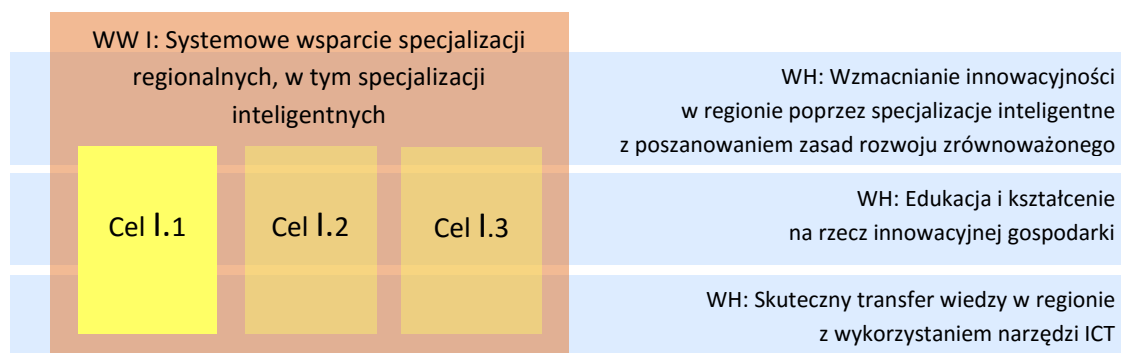 WW I: Systemowe wsparcie specjalizacji
regionalnych, w tym specjalizacji
inteligentnych
Cel I.1
Cel I.2
Cel I.3
WH: Wzmacnianie innowacyjności
w regionie poprzez specjalizacje inteligentne
z poszanowaniem zasad rozwoju zrównoważonego
WH: Edukacja i kształcenie
na rzecz innowacyjnej gospodarki
WH: Skuteczny transfer wiedzy w regionie
z wykorzystaniem narzędzi ICT